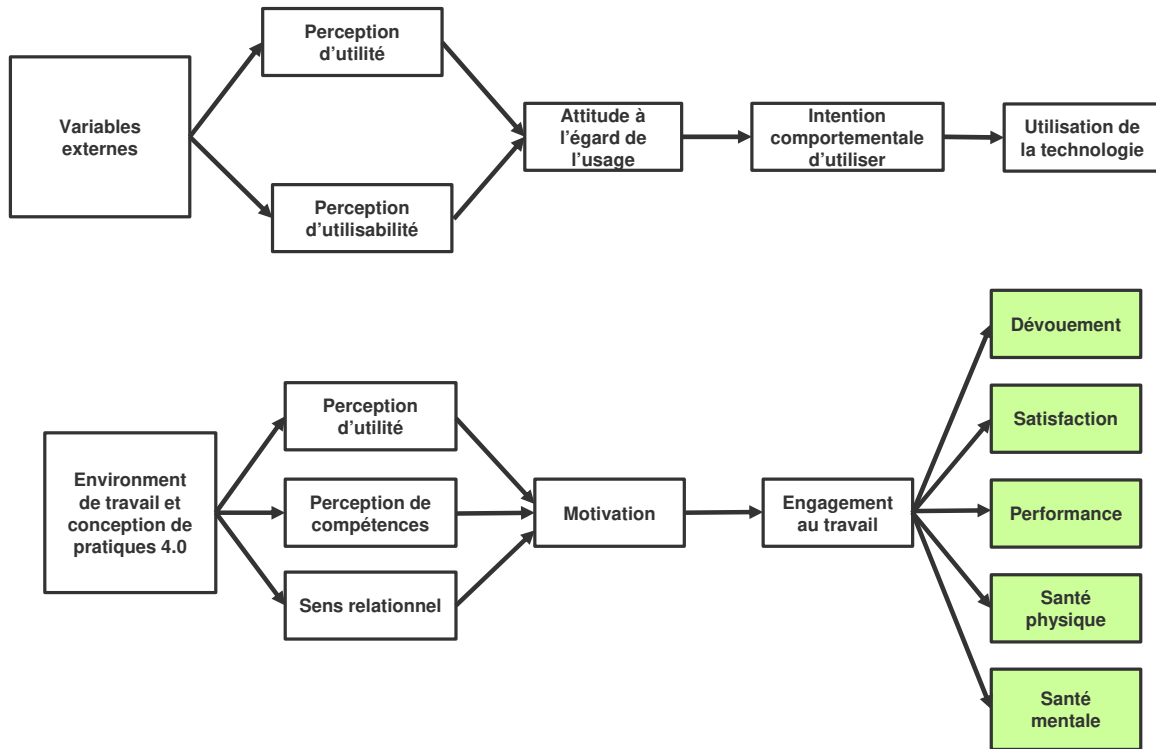 Perception
d’utilité
Variables
externes
Perception
d’utilisabilité
Attitude à
l’égard de
l’usage
Intention
comportementale
d’utiliser
Utilisation de
la technologie
Environment
de travail et
conception de
pratiques 4.0
Perception
d’utilité
Perception de
compétences
Sens relationnel
Motivation
Engagement
au travail
Dévouement
Satisfaction
Performance
Santé
physique
Santé
mentale